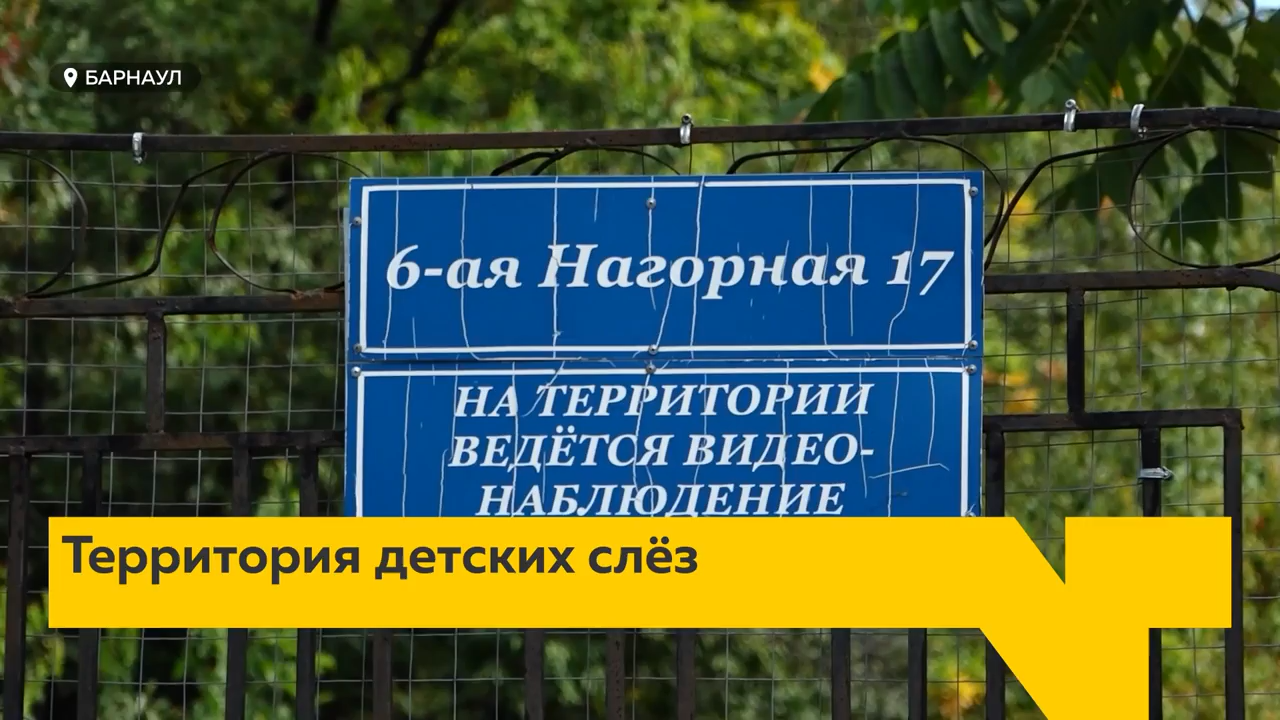 БАРНАУЛ
6-ая Нагорная 17
НА ТЕРРИТОРИИ
ВЕДЁТСЯ ВИДЕО-
НАБЛЮДЕНИЕ
Территория детских слёз